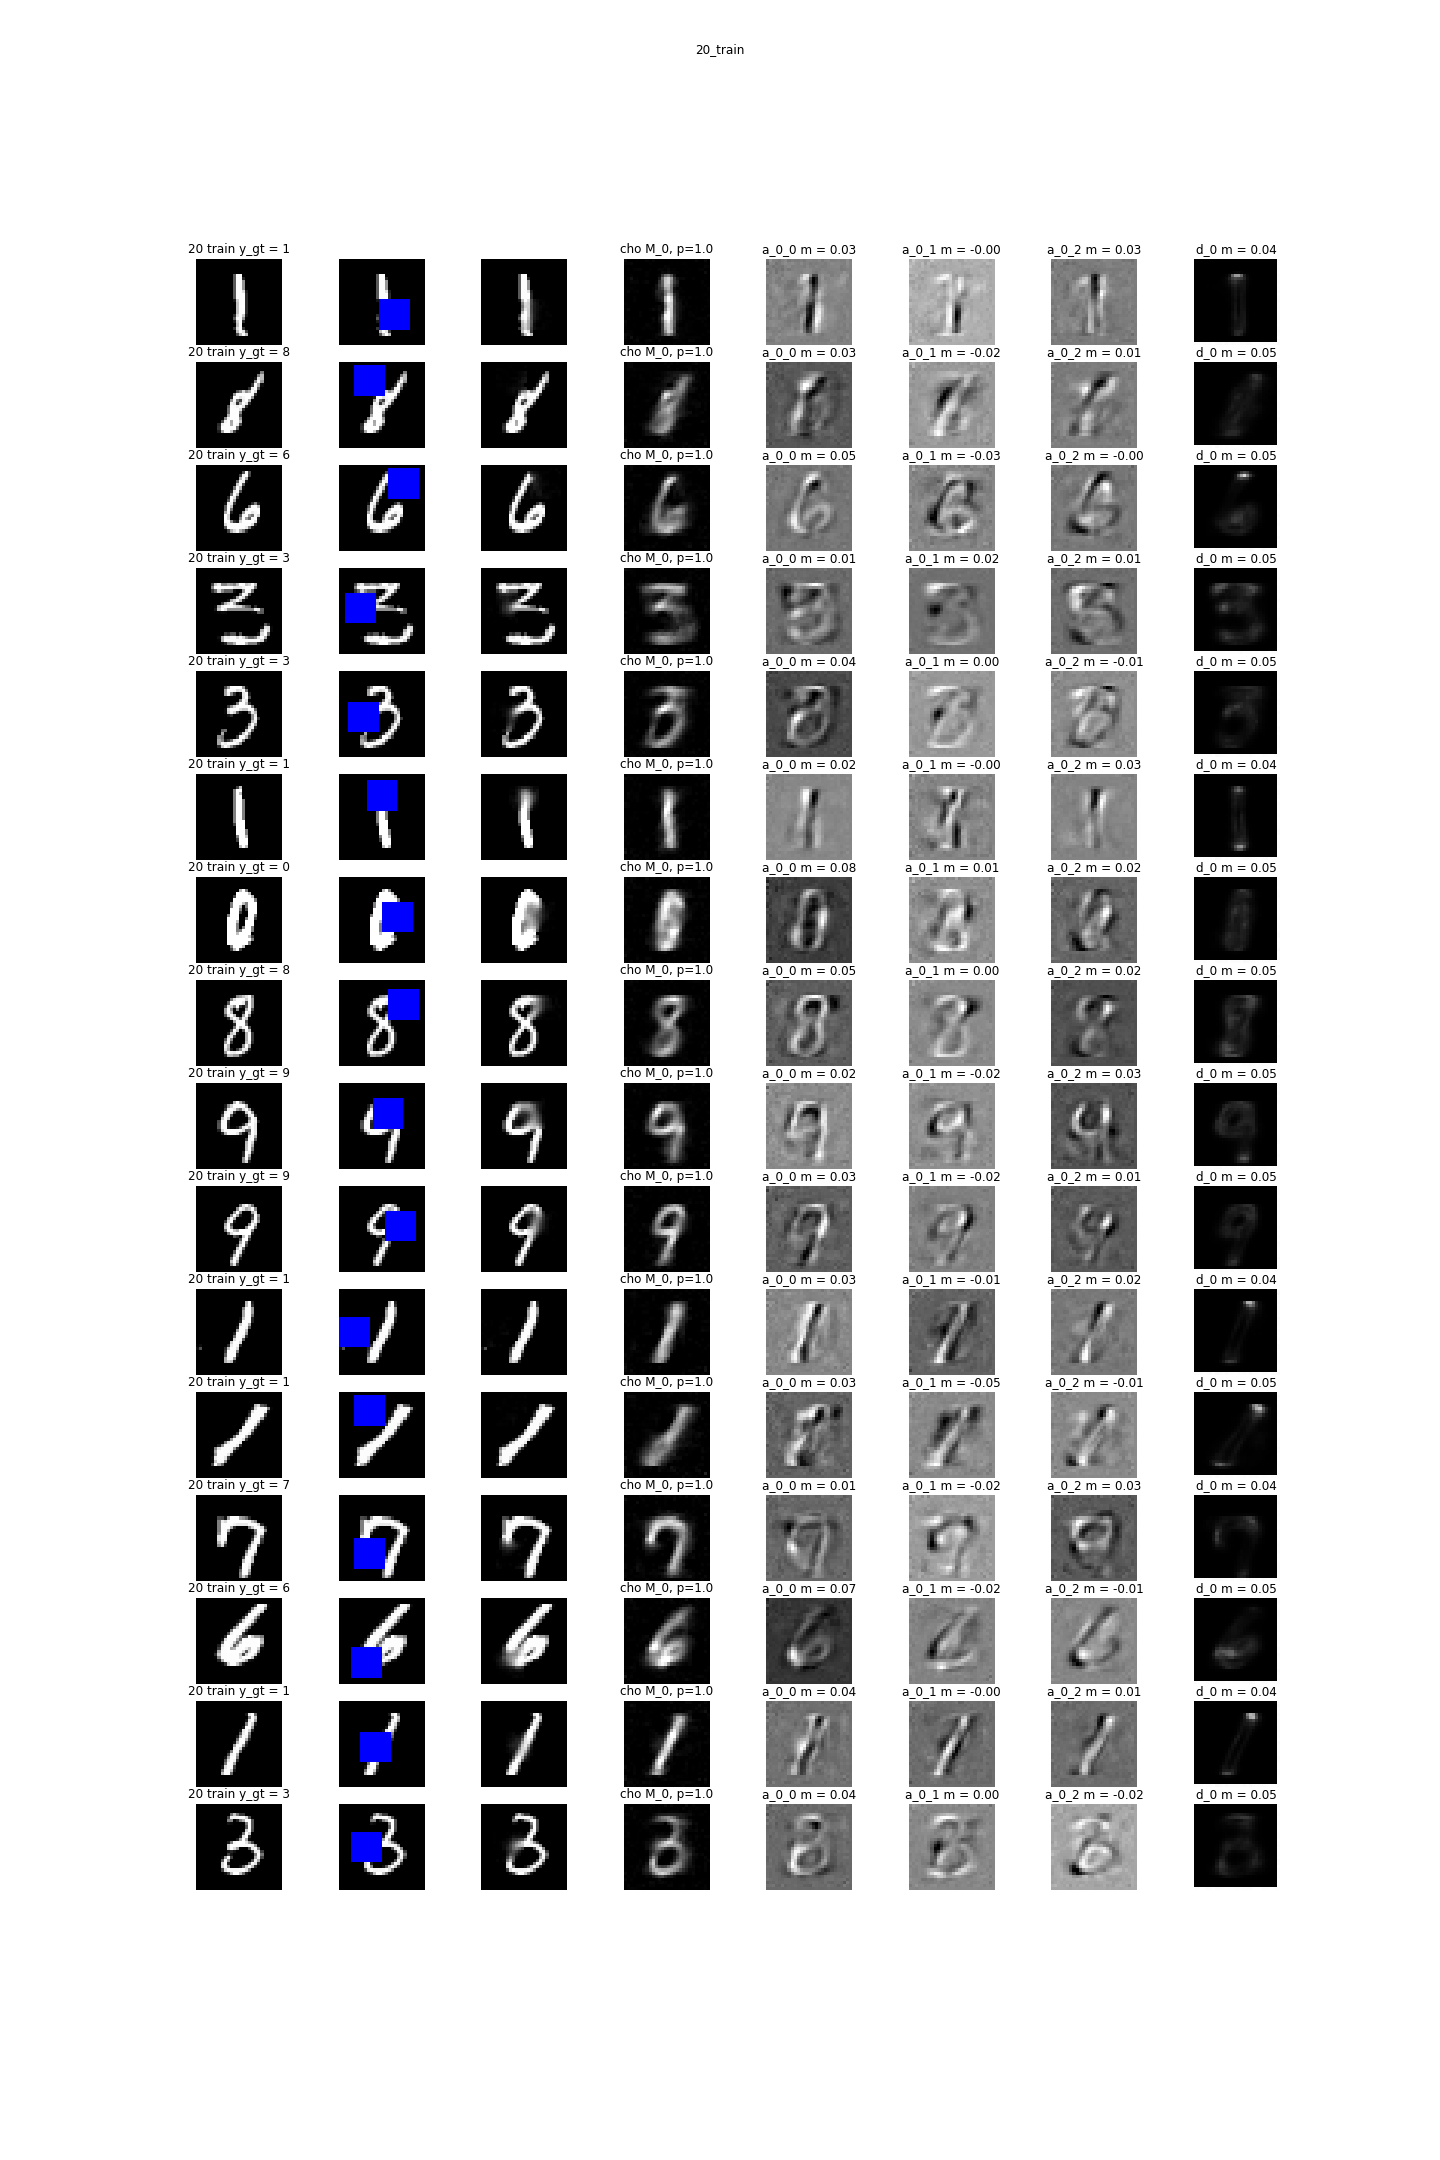 20_train
20 train y_gt = 1 cho M_0, p=1.0 a_0_0 m = 0.03 a_0_1 m = -0.00 a_0_2 m = 0.03 d_0 m = 0.04
20 train y_gt = 8 cho M_0, p=1.0 a_0_0 m = 0.03 a_0_1 m = -0.02 a_0_2 m = 0.01 d_0 m = 0.05
20 train y_gt = 6 cho M_0, p=1.0 a_0_0 m = 0.05 a_0_1 m = -0.03 a_0_2 m = -0.00 d_0 m = 0.05
20 train y_gt = 3 cho M_0, p=1.0 a_0_0 m = 0.01 a_0_1 m = 0.02 a_0_2 m = 0.01 d_0 m = 0.05
20 train y_gt = 3 cho M_0, p=1.0 a_0_0 m = 0.04 a_0_1 m = 0.00 a_0_2 m = -0.01 d_0 m = 0.05
20 train y_gt = 1 cho M_0, p=1.0 a_0_0 m = 0.02 a_0_1 m = -0.00 a_0_2 m = 0.03 d_0 m = 0.04
20 train y_gt = 0 cho M_0, p=1.0 a_0_0 m = 0.08 a_0_1 m = 0.01 a_0_2 m = 0.02 d_0 m = 0.05
20 train y_gt = 8 cho M_0, p=1.0 a_0_0 m = 0.05 a_0_1 m = 0.00 a_0_2 m = 0.02 d_0 m = 0.05
20 train y_gt = 9 cho M_0, p=1.0 a_0_0 m = 0.02 a_0_1 m = -0.02 a_0_2 m = 0.03 d_0 m = 0.05
20 train y_gt = 9 cho M_0, p=1.0 a_0_0 m = 0.03 a_0_1 m = -0.02 a_0_2 m = 0.01 d_0 m = 0.05
20 train y_gt = 1 cho M_0, p=1.0 a_0_0 m = 0.03 a_0_1 m = -0.01 a_0_2 m = 0.02 d_0 m = 0.04
20 train y_gt = 1 cho M_0, p=1.0 a_0_0 m = 0.03 a_0_1 m = -0.05 a_0_2 m = -0.01 d_0 m = 0.05
20 train y_gt = 7 cho M_0, p=1.0 a_0_0 m = 0.01 a_0_1 m = -0.02 a_0_2 m = 0.03 d_0 m = 0.04
20 train y_gt = 6 cho M_0, p=1.0 a_0_0 m = 0.07 a_0_1 m = -0.02 a_0_2 m = -0.01 d_0 m = 0.05
20 train y_gt = 1 cho M_0, p=1.0 a_0_0 m = 0.04 a_0_1 m = -0.00 a_0_2 m = 0.01 d_0 m = 0.04
20 train y_gt = 3 cho M_0, p=1.0 a_0_0 m = 0.04 a_0_1 m = 0.00 a_0_2 m = -0.02 d_0 m = 0.05